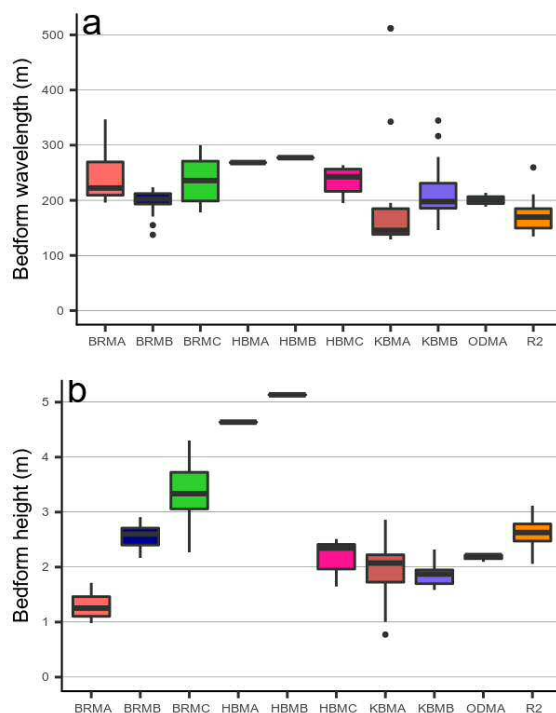 a
Bedform wavelength (m)
500
400
300
200
100
0
BRMA BRMB BRMC HBMA HBMB HBMC KBMA KBMB ODMA R2
b
Bedform height (m)
5
4
3
2
1
0
BRMA BRMB BRMC HBMA HBMB HBMC KBMA KBMB ODMA R2